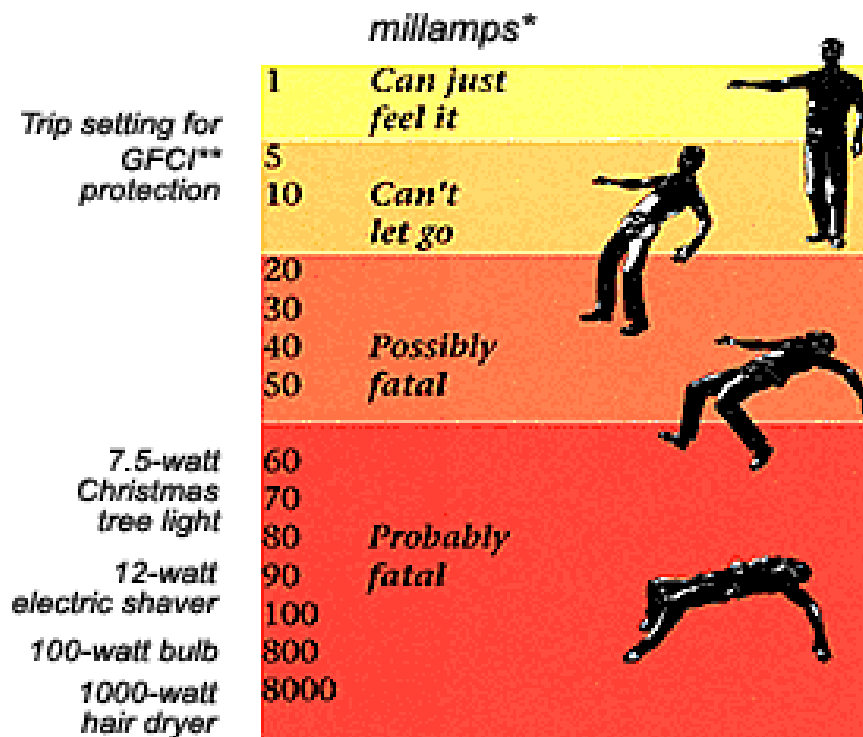 millamps*
1 Can just
feel it
Trip setting for
GFCI**
protection
5
10 Can't
let go
20
30
40 Possibly
50 fatal
7.5-watt
Christmas
tree light
60
70
80 Probably
90 fatal
12-watt
electric shaver
100
100-watt bulb 800
1000-watt
hair dryer
8000